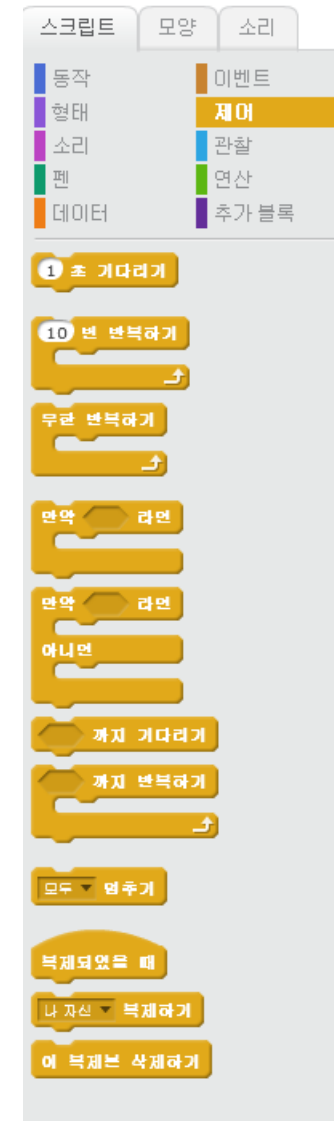 스크립트 모양 소리
동작 이벤트
형태 제어
소리 관찰
펜 연산
데이터 추가 블록
1 초 기다리기
10 번 반복하기
무한 반복하기
만약 라면
만약 라면
아니면
까지 기다리기
까지 반복하기
모두 멈추기
복제되었을 때
나 자신 복제하기
이 복제본 삭제하기